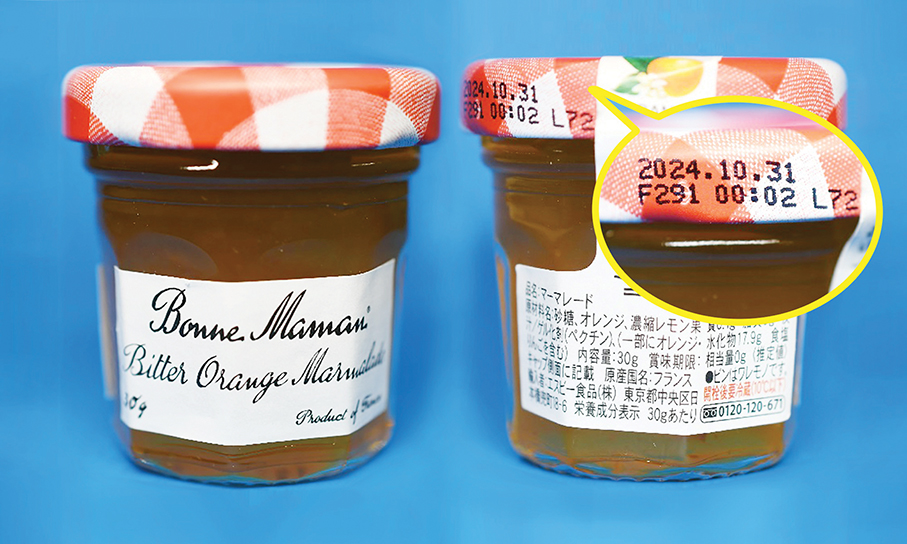 Bonne Maman
Bitter Orange Marmalade
30g
Product of France
2024.10.31
F291 00:02 L72
2024.10.31
F291 00:02 L72
品名:マーマレード
原材料名:砂糖、オレンジ、濃縮レモン果
ゲル化剤(ペクチン)、(一部にオレンジ・水化物17.9g 食塩
りんごを含む) 内容量:30g 賞味期限: 相当量0g (推定値)
キャップ側面に記載 原産国名:フランス ●ビンはワレモノです。
輸入者:エスビー食品(株) 東京都中央区日 開栓後要冷蔵(10℃以下)
本橋兜町18-6 栄養成分表示 30gあたり 0120-120-671